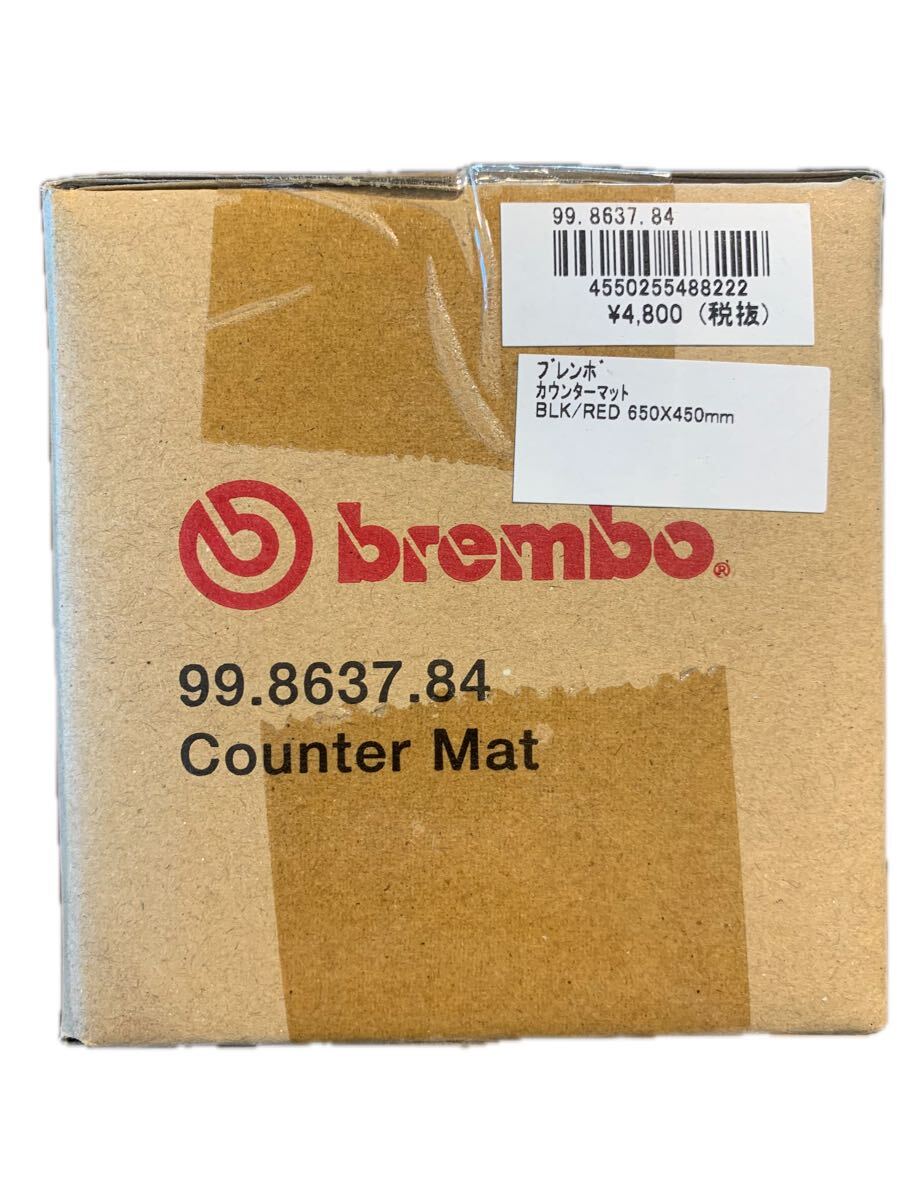 99.8637.84
4550255488222
¥4,800 (税抜)
ﾌﾞﾚﾝﾎﾞ
ｶｳﾝﾀｰﾏｯﾄ
BLK/RED 650X450mm
b brembo®
99.8637.84
Counter Mat